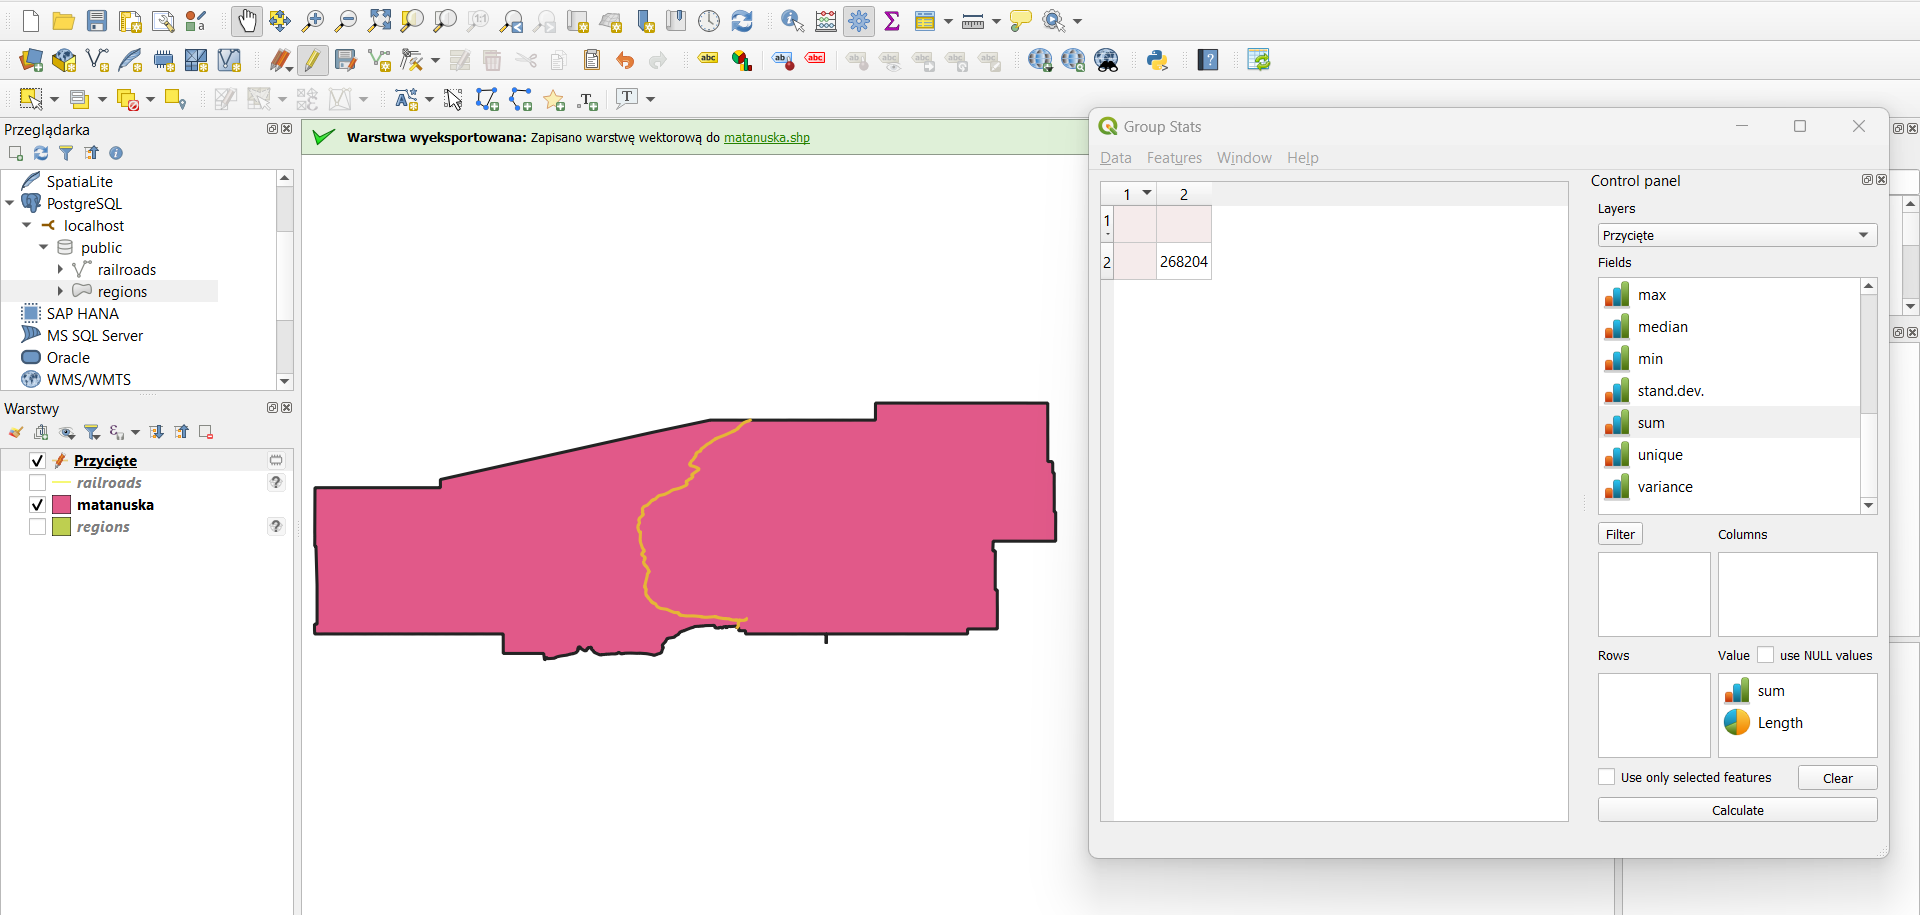 Przeglądarka
SpatiaLite
PostgreSQL
localhost
public
railroads
regions
SAP HANA
MS SQL Server
Oracle
WMS/WMTS
Warstwy
Przycięte
railroads
matanuska
regions
Warstwa wyeksportowana: Zapisano warstwę wektorową do matanuska.shp
Group Stats
Data Features Window Help
1 2
1
2 268204
Control panel
Layers
Przycięte
Fields
max
median
min
stand.dev.
sum
unique
variance
Filter Columns
Rows Value use NULL values
sum
Length
Use only selected features Clear
Calculate